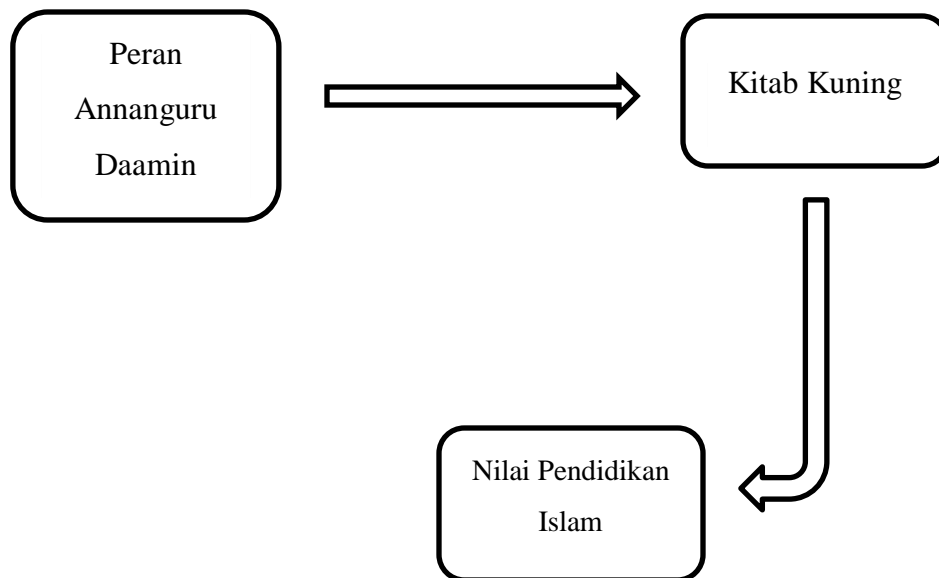 Peran
Annanguru
Daamin
Kitab Kuning
Nilai Pendidikan
Islam